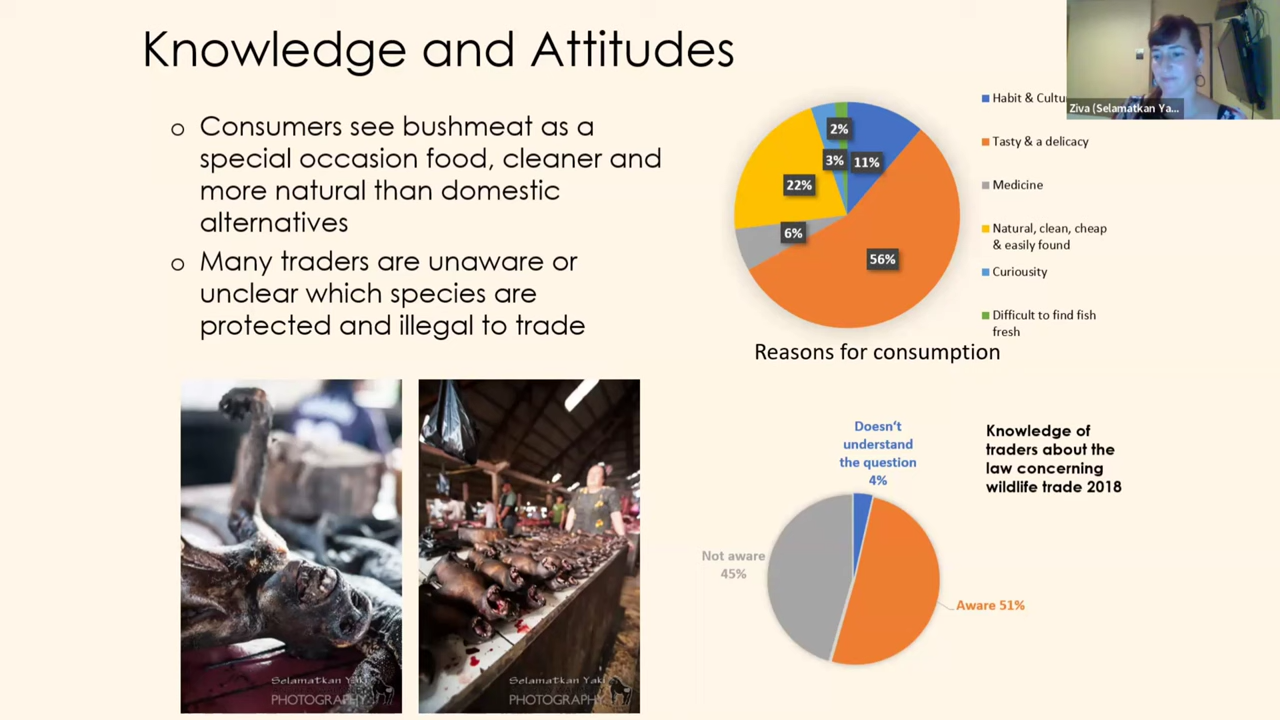 Knowledge and Attitudes
o Consumers see bushmeat as a
special occasion food, cleaner and
more natural than domestic
alternatives
o Many traders are unaware or
unclear which species are
protected and illegal to trade
2%
3%
11%
22%
6%
56%
Habit & Cultu
Tasty & a delicacy
Medicine
Natural, clean, cheap
& easily found
Curiousity
Difficult to find fish
fresh
Reasons for consumption
Ziva (Selamatkan Ya...
Doesn't
understand
the question
4%
Not aware
45%
Aware 51%
Knowledge of
traders about the
law concerning
wildlife trade 2018
Selamatkan Yaki
PHOTOGRAPHY
Selamatkan Yaki
PHOTOGRAPHY